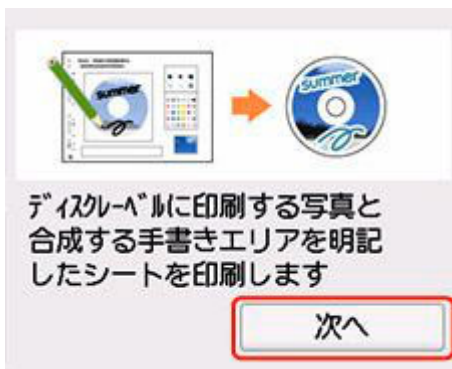 summer
summer
ディスクレーベルに印刷する写真と
合成する手書きエリアを明記
したシートを印刷します
次へ